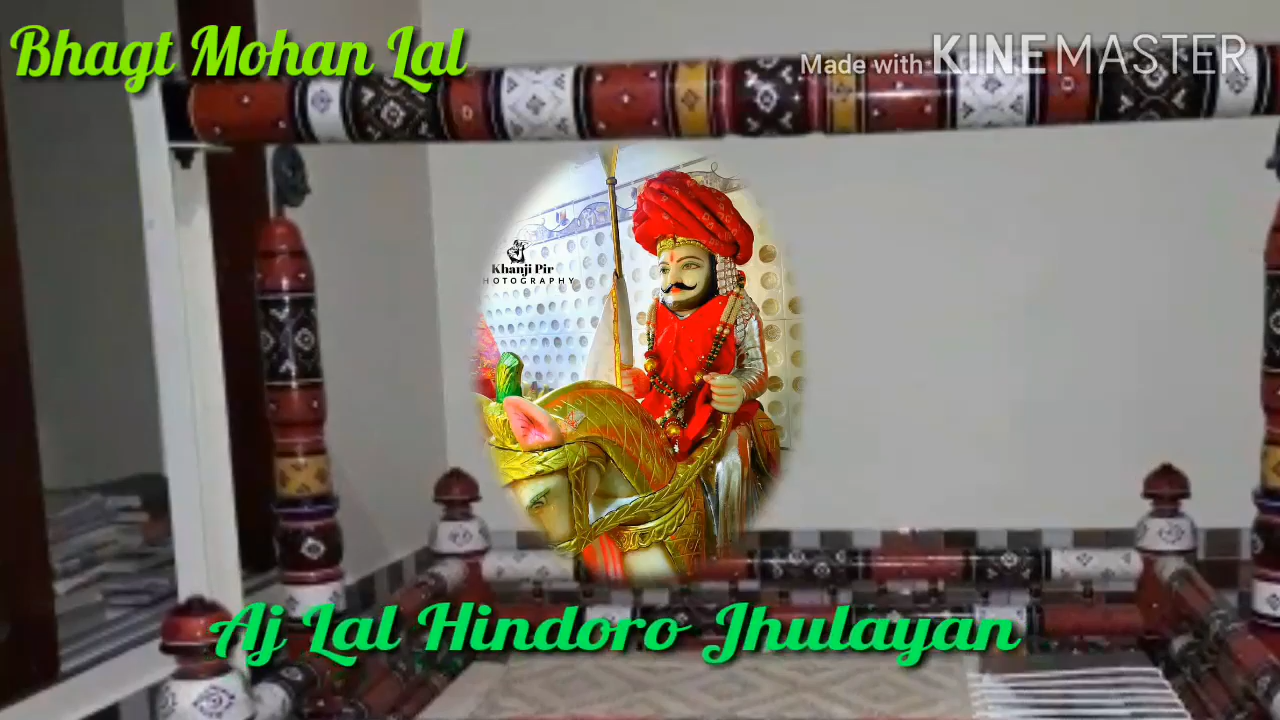 Bhagt Mohan Lal
Made with KINEMASTER
Khanji Pir
HOTOGRAPHY
Aj Lal Hindoro Jhulayan